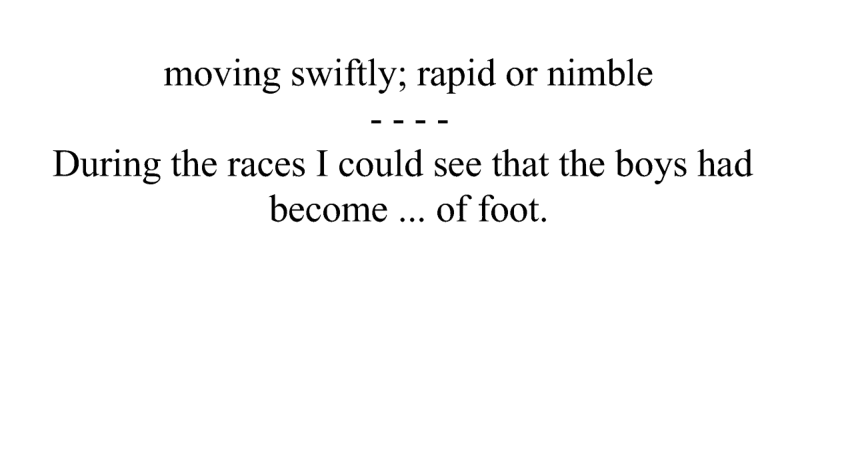 moving swiftly; rapid or nimble
- - - -
During the races I could see that the boys had
become ... of foot.